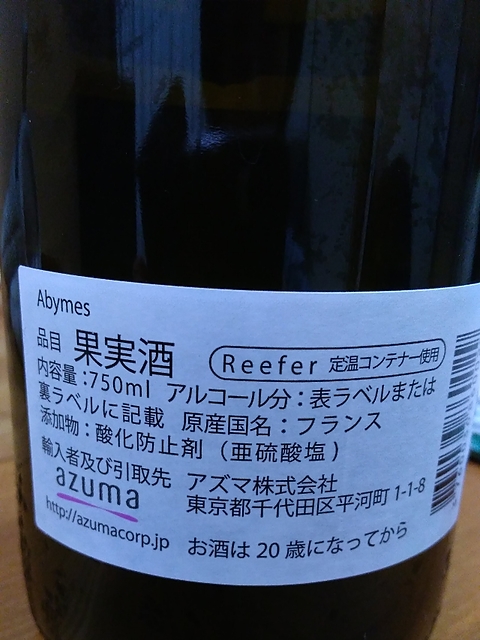 Abymes
品目 果実酒 Reefer 定温コンテナー使用
内容量:750ml アルコール分:表ラベルまたは
裏ラベルに記載 原産国名:フランス
添加物:酸化防止剤(亜硫酸塩)
輸入者及び引取先 アズマ株式会社
azuma 東京都千代田区平河町 1-1-8
http://azumacorp.jp お酒は 20 歳になってから